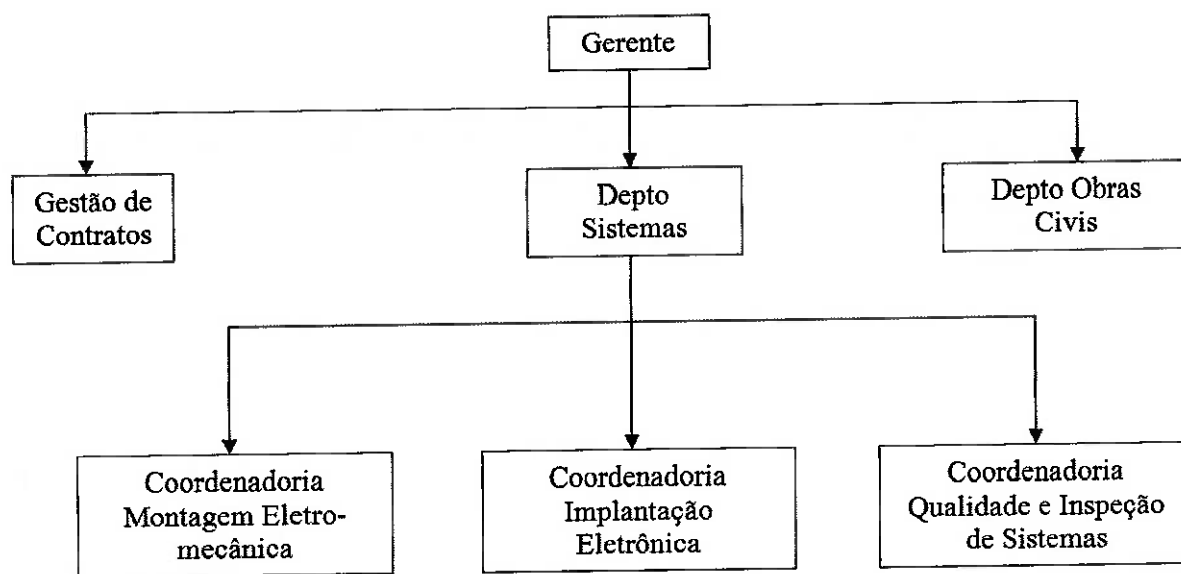 Gerente
Gestão de
Contratos
Depto
Sistemas
Depto Obras
Civis
Coordenadoria
Montagem Eletro-
mecânica
Coordenadoria
Implantação
Eletrônica
Coordenadoria
Qualidade e Inspeção
de Sistemas